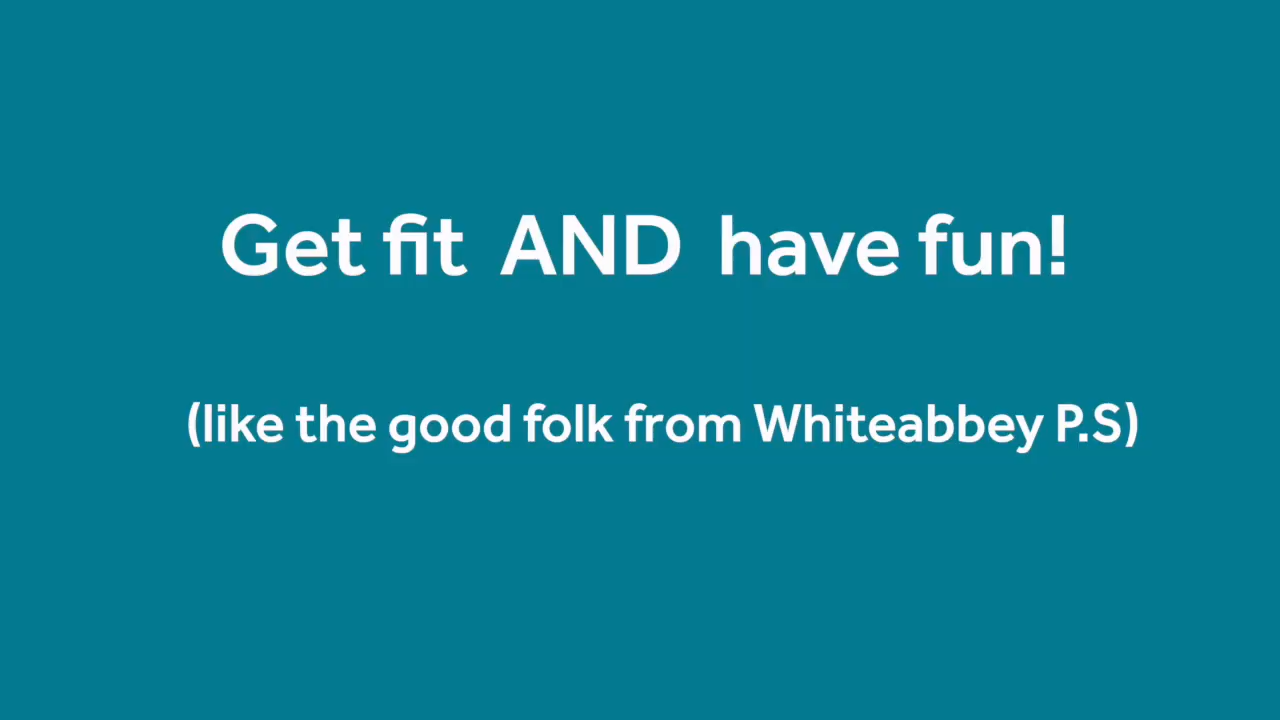 Get fit AND have fun!
(like the good folk from Whiteabbey P.S)